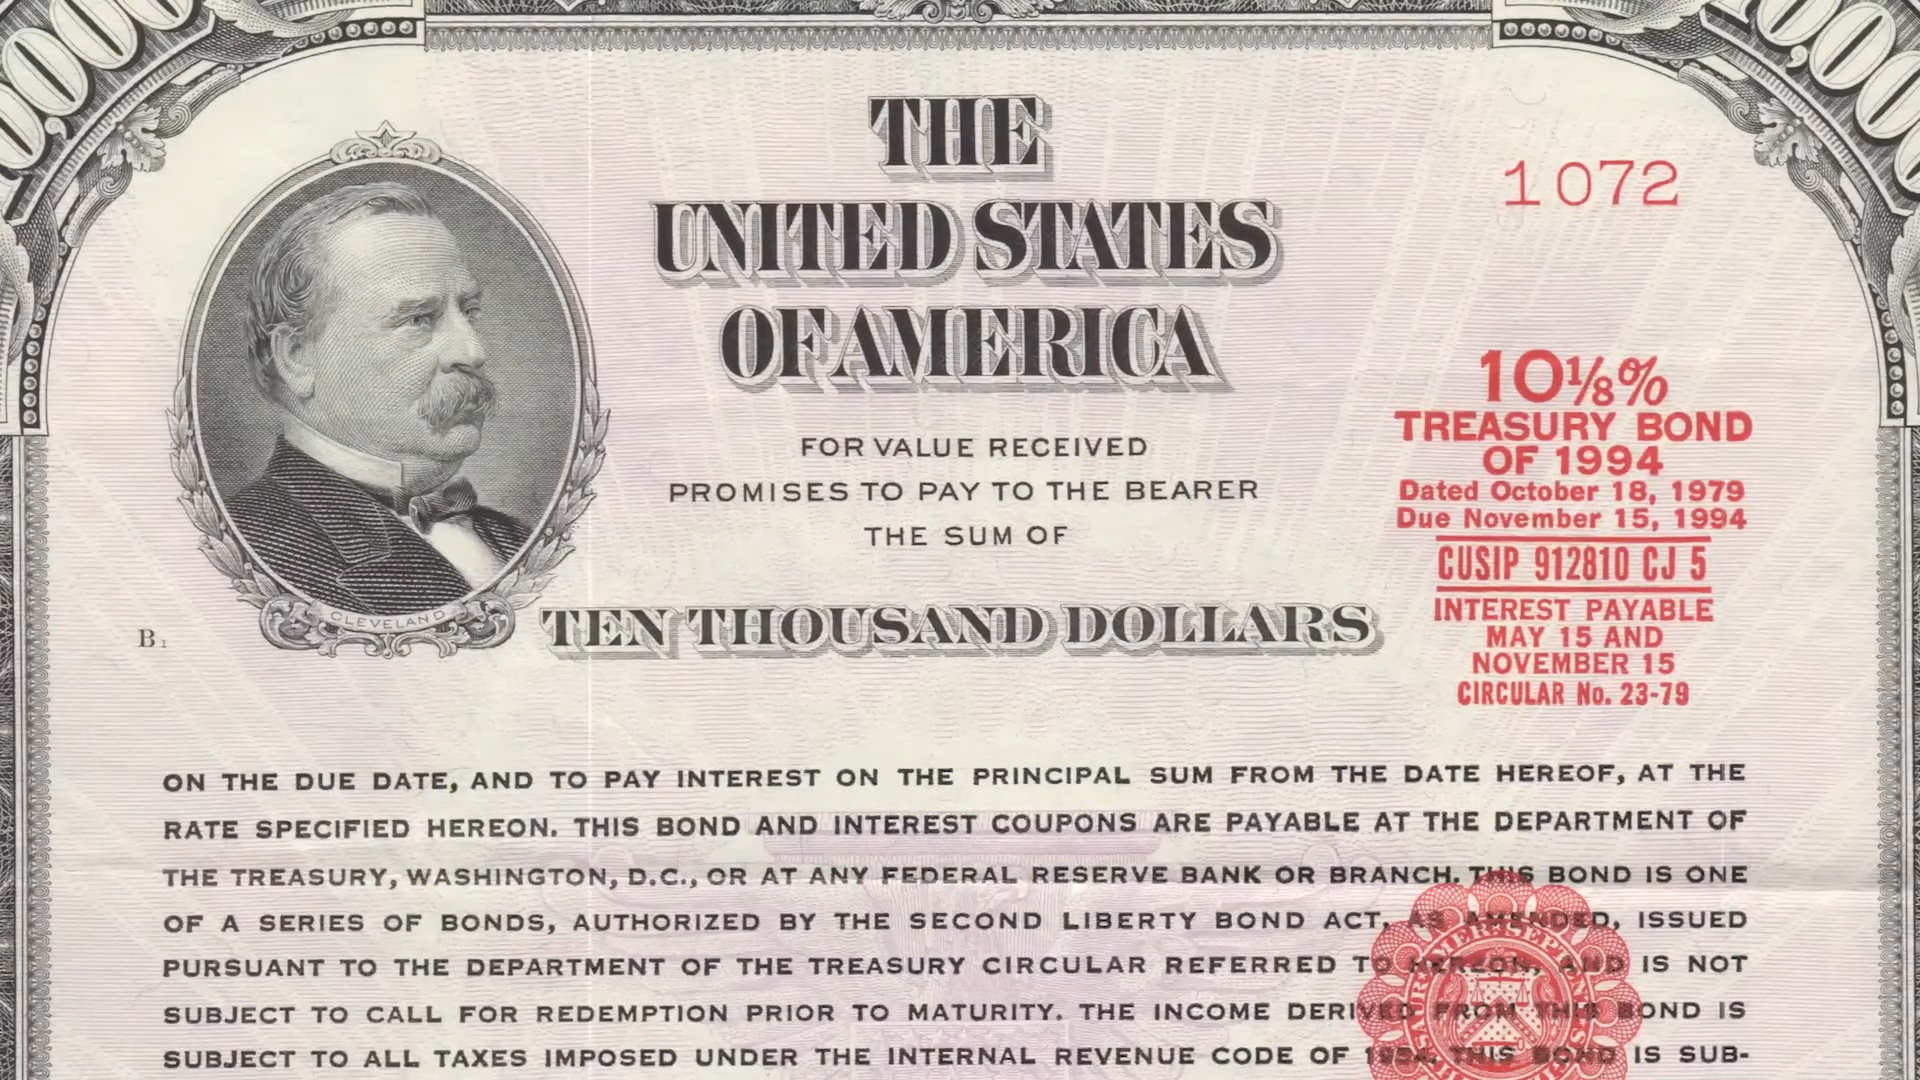 THE
UNITED STATES
OF AMERICA
1072
FOR VALUE RECEIVED
PROMISES TO PAY TO THE BEARER
THE SUM OF
TEN THOUSAND DOLLARS
CLEVELAND
B1
10⅛%
TREASURY BOND
OF 1994
Dated October 18, 1979
Due November 15, 1994
CUSIP 912810 CJ 5
INTEREST PAYABLE
MAY 15 AND
NOVEMBER 15
CIRCULAR No. 23-79
ON THE DUE DATE, AND TO PAY INTEREST ON THE PRINCIPAL SUM FROM THE DATE HEREOF, AT THE
RATE SPECIFIED HEREON. THIS BOND AND INTEREST COUPONS ARE PAYABLE AT THE DEPARTMENT OF
THE TREASURY, WASHINGTON, D.C., OR AT ANY FEDERAL RESERVE BANK OR BRANCH. THIS BOND IS ONE
OF A SERIES OF BONDS, AUTHORIZED BY THE SECOND LIBERTY BOND ACT, AS AMENDED, ISSUED
PURSUANT TO THE DEPARTMENT OF THE TREASURY CIRCULAR REFERRED TO HEREON, AND IS NOT
SUBJECT TO CALL FOR REDEMPTION PRIOR TO MATURITY. THE INCOME DERIVED FROM THIS BOND IS
SUBJECT TO ALL TAXES IMPOSED UNDER THE INTERNAL REVENUE CODE OF 1954. THIS BOND IS SUB-